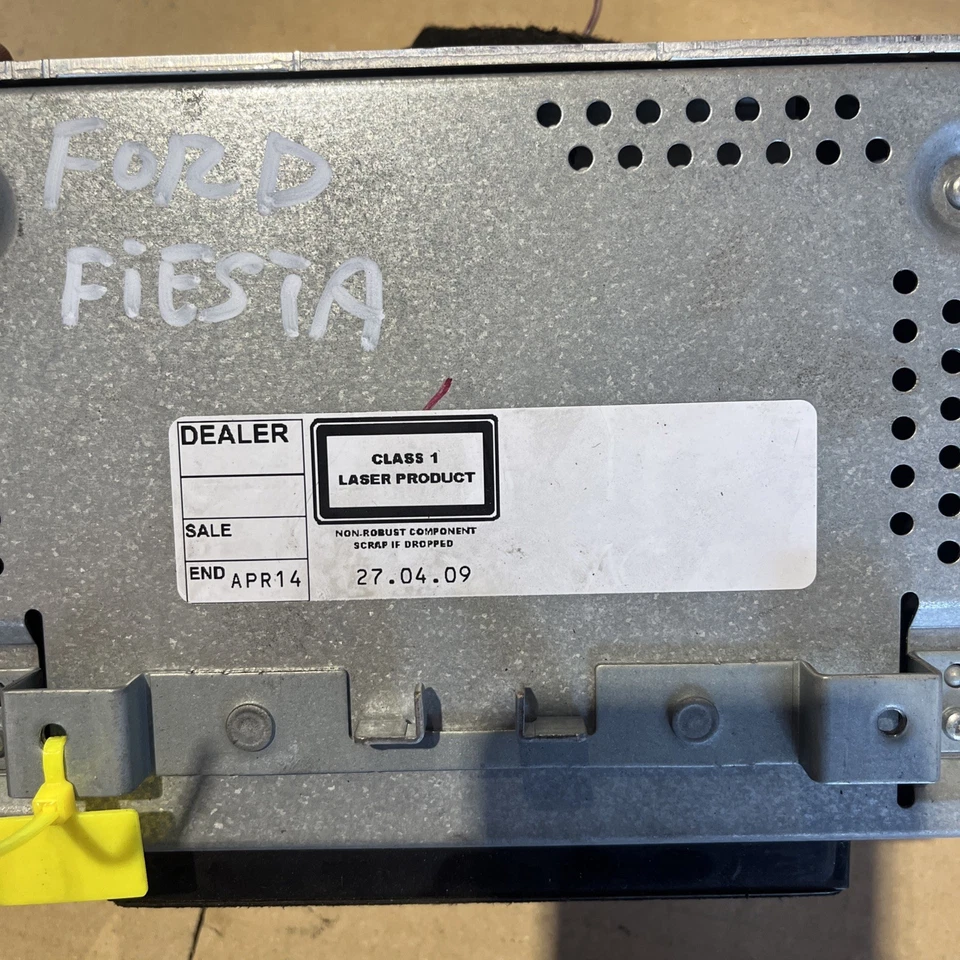 FORD
FiESTA
DEALER
CLASS 1
LASER PRODUCT
SALE
NON-ROBUST COMPONENT
SCRAP IF DROPPED
END APR14
27.04.09